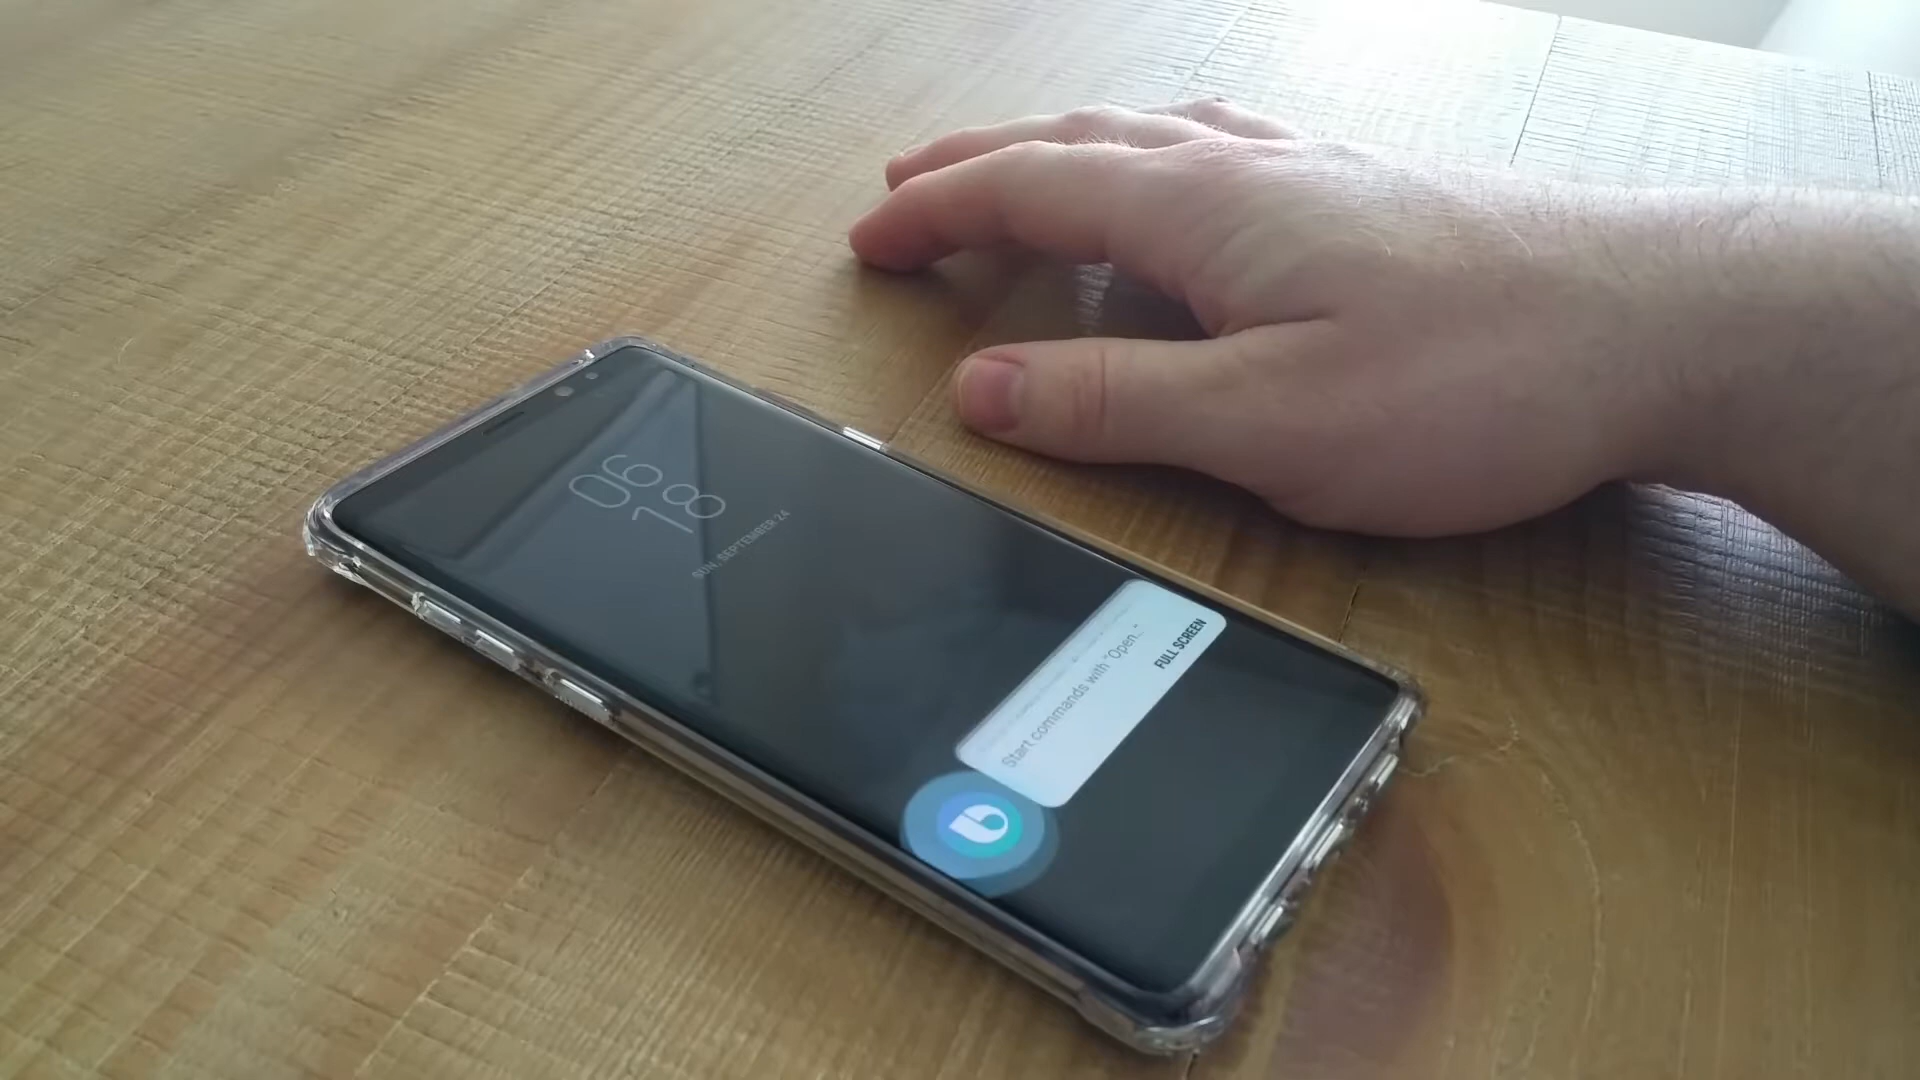 06
18
SUN, SEPTEMBER 24
Start commands with "Open..."
FULL SCREEN